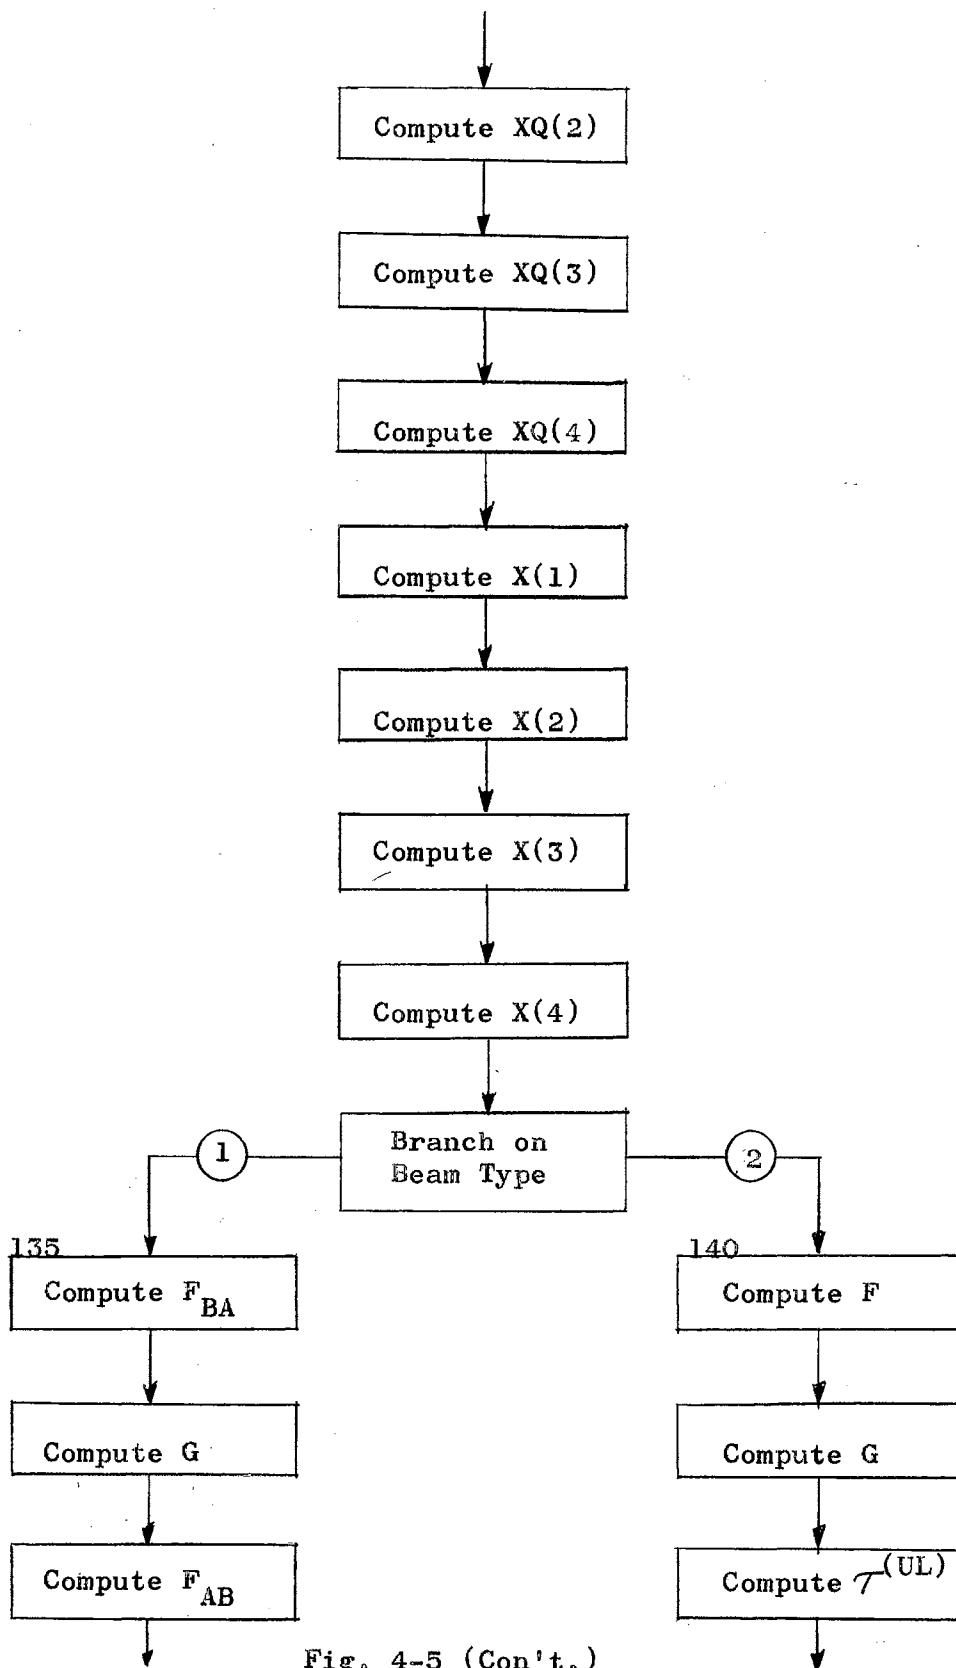 Compute XQ(2)
Compute XQ(3)
Compute XQ(4)
Compute X(1)
Compute X(2)
Compute X(3)
Compute X(4)
Branch on
Beam Type
1
2
135
Compute F_BA
Compute G
Compute F_AB
140
Compute F
Compute G
Compute τ^(UL)
Fig. 4-5 (Con't.)